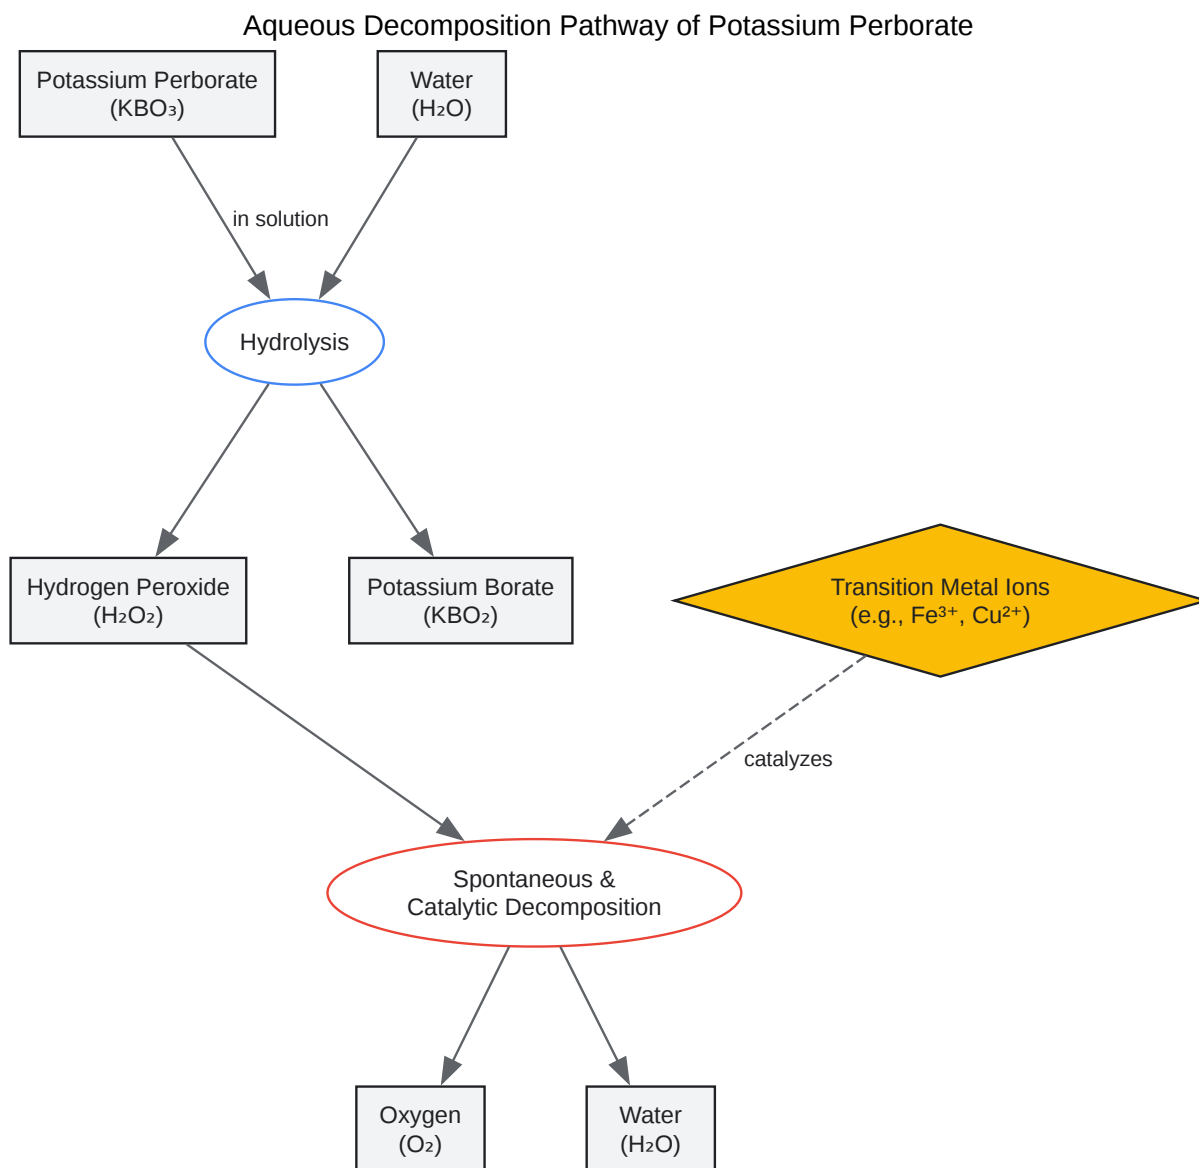 Aqueous Decomposition Pathway of Potassium Perborate
Potassium Perborate
(KBO₃)
Water
(H₂O)
in solution
Hydrolysis
Hydrogen Peroxide
(H₂O₂)
Potassium Borate
(KBO₂)
Transition Metal Ions
(e.g., Fe³⁺, Cu²⁺)
catalyzes
Spontaneous &
Catalytic Decomposition
Oxygen
(O₂)
Water
(H₂O)